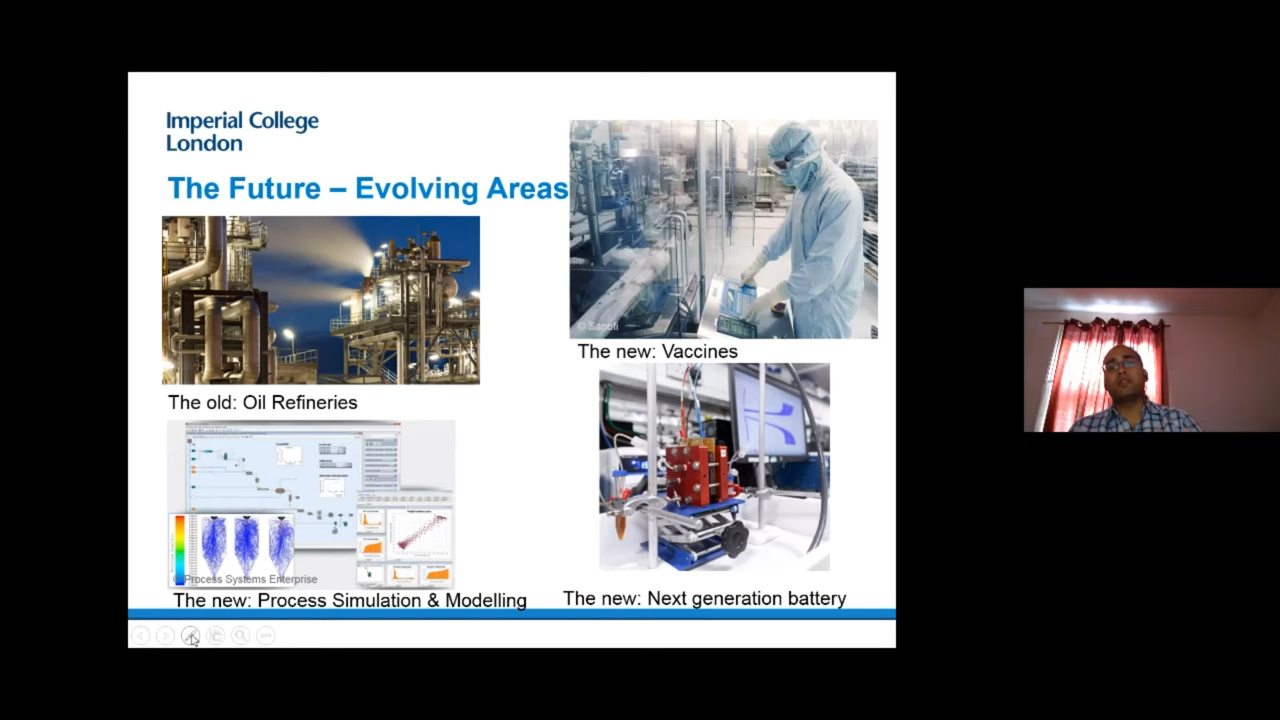 Imperial College
London
The Future – Evolving Areas
© Sanofi
The new: Vaccines
The old: Oil Refineries
© Process Systems Enterprise
The new: Process Simulation & Modelling
The new: Next generation battery